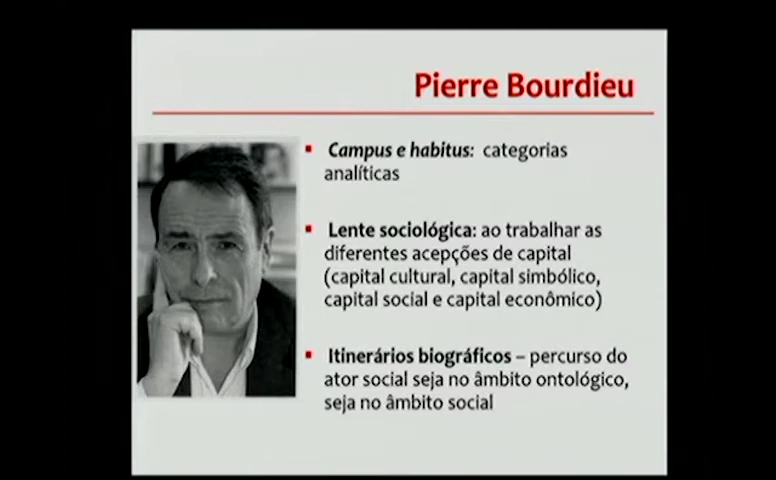 Pierre Bourdieu
Campus e habitus: categorias
analíticas
Lente sociológica: ao trabalhar as
diferentes acepções de capital
(capital cultural, capital simbólico,
capital social e capital econômico)
Itinerários biográficos – percurso do
ator social seja no âmbito ontológico,
seja no âmbito social